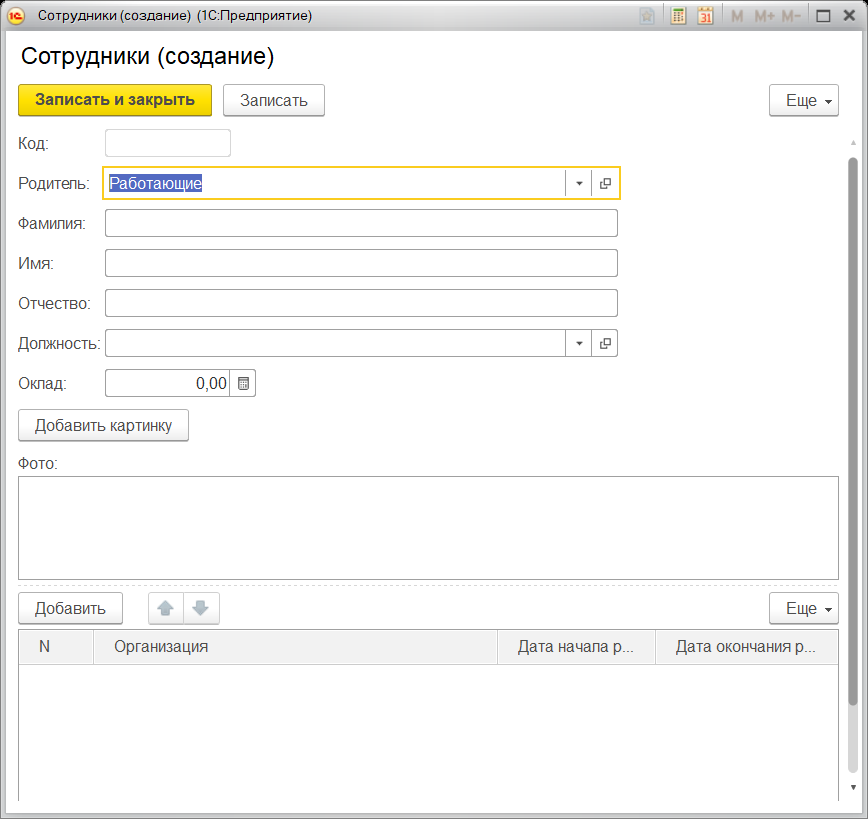 Сотрудники (создание) (1С:Предприятие)
31 M M+ M-
Сотрудники (создание)
Записать и закрыть Записать Еще
Код:
Родитель: Работающие
Фамилия:
Имя:
Отчество:
Должность:
Оклад: 0,00
Добавить картинку
Фото:
Добавить Еще
N Организация Дата начала р... Дата окончания р...